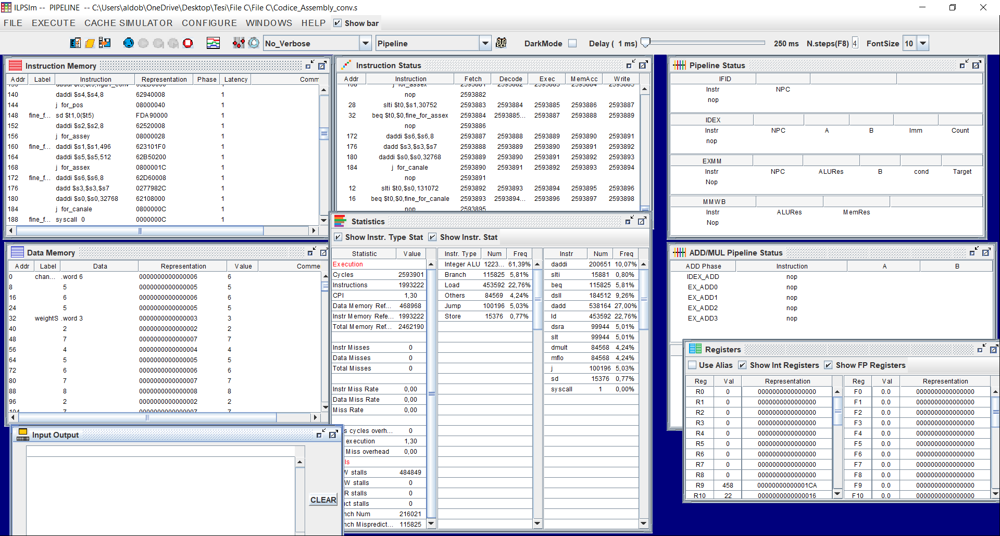 ILPSIm -- PIPELINE -- C:\Users\aldob\OneDrive\Desktop\Tesi\File C\File C\Codice_Assembly_conv.s
FILE EXECUTE CACHE SIMULATOR CONFIGURE WINDOWS HELP Show bar
No_Verbose Pipeline DarkMode Delay ( 1 ms) 250 ms N.steps(F8) 4 FontSize 10
Instruction Memory
Addr Label Instruction Representation Phase Latency Comm
140 daddi $s4,$s4,8 62940008 1
144 j for_pos 08000040 1
148 fine_f... sd $t1,0($t5) FDA90000 1
152 daddi $s2,$s2,8 62520008 1
156 j for_assey 08000028 1
160 fine_f... daddi $s1,$s1,496 623101F0 1
164 daddi $s5,$s5,512 62B50200 1
168 j for_assex 0800001C 1
172 fine_f... daddi $s6,$s6,8 62D60008 1
176 dadd $s3,$s3,$s7 0277982C 1
180 daddi $s0,$s0,32768 62108000 1
184 j for_canale 0800000C 1
188 fine_f... syscall 0 0000000C 1
Instruction Status
Addr Instruction Fetch Decode Exec MemAcc Write
168 j for_assex 2593881 2593882 2593883 2593884 2593885
nop 2593882
28 slti $t0,$s1,30752 2593883 2593884 2593885 2593886 2593887
32 beq $t0,$0,fine_for_assex 2593884 2593885... 2593887 2593888 2593889
nop 2593886
172 daddi $s6,$s6,8 2593887 2593888 2593889 2593890 2593891
176 dadd $s3,$s3,$s7 2593888 2593889 2593890 2593891 2593892
180 daddi $s0,$s0,32768 2593889 2593890 2593891 2593892 2593893
184 j for_canale 2593890 2593891 2593892 2593893 2593894
nop 2593891
12 slti $t0,$s0,131072 2593892 2593893 2593894 2593895 2593896
16 beq $t0,$0,fine_for_canale 2593893 2593894... 2593896 2593897 2593898
nop 2593895
Pipeline Status
IFID
Instr NPC
nop
IDEX
Instr NPC A B Imm Count
nop
EXMM
Instr NPC ALURes B cond Target
Nop
MMWB
Instr ALURes MemRes
Nop
Data Memory
Addr Label Data Representation Value Comme
0 chan... .word 6 0000000000000006 6
8 5 0000000000000005 5
16 6 0000000000000006 6
24 5 0000000000000005 5
32 weightS .word 3 0000000000000003 3
40 2 0000000000000002 2
48 7 0000000000000007 7
56 4 0000000000000004 4
64 5 0000000000000005 5
72 6 0000000000000006 6
80 7 0000000000000007 7
88 8 0000000000000008 8
96 2 0000000000000002 2
104 7 0000000000000007 7
Statistics
Show Instr. Type Stat Show Instr. Stat
Statistic Value
Execution
Cycles 2593901
Instructions 1993222
CPI 1,30
Data Memory Ref... 468968
Instr Memory Refe... 1993222
Total Memory Ref... 2462190
Instr Misses 0
Data Misses 0
Total Misses 0
Instr Miss Rate 0,00
Data Miss Rate 0,00
Miss Rate 0,00
s cycles overh... 0
execution 1,30
Miss overhead 0,00
ls
W stalls 484849
W stalls 0
R stalls 0
ct stalls 0
nch Num 216021
nch Mispredict... 115825
Instr. Type Num Freq
Integer ALU 1223... 61,39%
Branch 115825 5,81%
Load 453592 22,76%
Others 84569 4,24%
Jump 100196 5,03%
Store 15376 0,77%
Instr Num Freq
daddi 200651 10,07%
slti 15881 0,80%
beq 115825 5,81%
dsll 184512 9,26%
dadd 538164 27,00%
ld 453592 22,76%
dsra 99944 5,01%
slt 99944 5,01%
dmult 84568 4,24%
mflo 84568 4,24%
j 100196 5,03%
sd 15376 0,77%
syscall 1 0,00%
ADD/MUL Pipeline Status
ADD Phase Instruction A B
IDEX_ADD nop
EX_ADD0 nop
EX_ADD1 nop
EX_ADD2 nop
EX_ADD3 nop
Registers
Use Alias Show Int Registers Show FP Registers
Reg Val Representation Reg Val Representation
R0 0 0000000000000000 F0 0.0 0000000000000000
R1 0 0000000000000000 F1 0.0 0000000000000000
R2 0 0000000000000000 F2 0.0 0000000000000000
R3 0 0000000000000000 F3 0.0 0000000000000000
R4 0 0000000000000000 F4 0.0 0000000000000000
R5 0 0000000000000000 F5 0.0 0000000000000000
R6 0 0000000000000000 F6 0.0 0000000000000000
R7 0 0000000000000000 F7 0.0 0000000000000000
R8 0 0000000000000000 F8 0.0 0000000000000000
R9 458 00000000000001CA F9 0.0 0000000000000000
R10 22 0000000000000016 F10 0.0 0000000000000000
Input Output
CLEAR